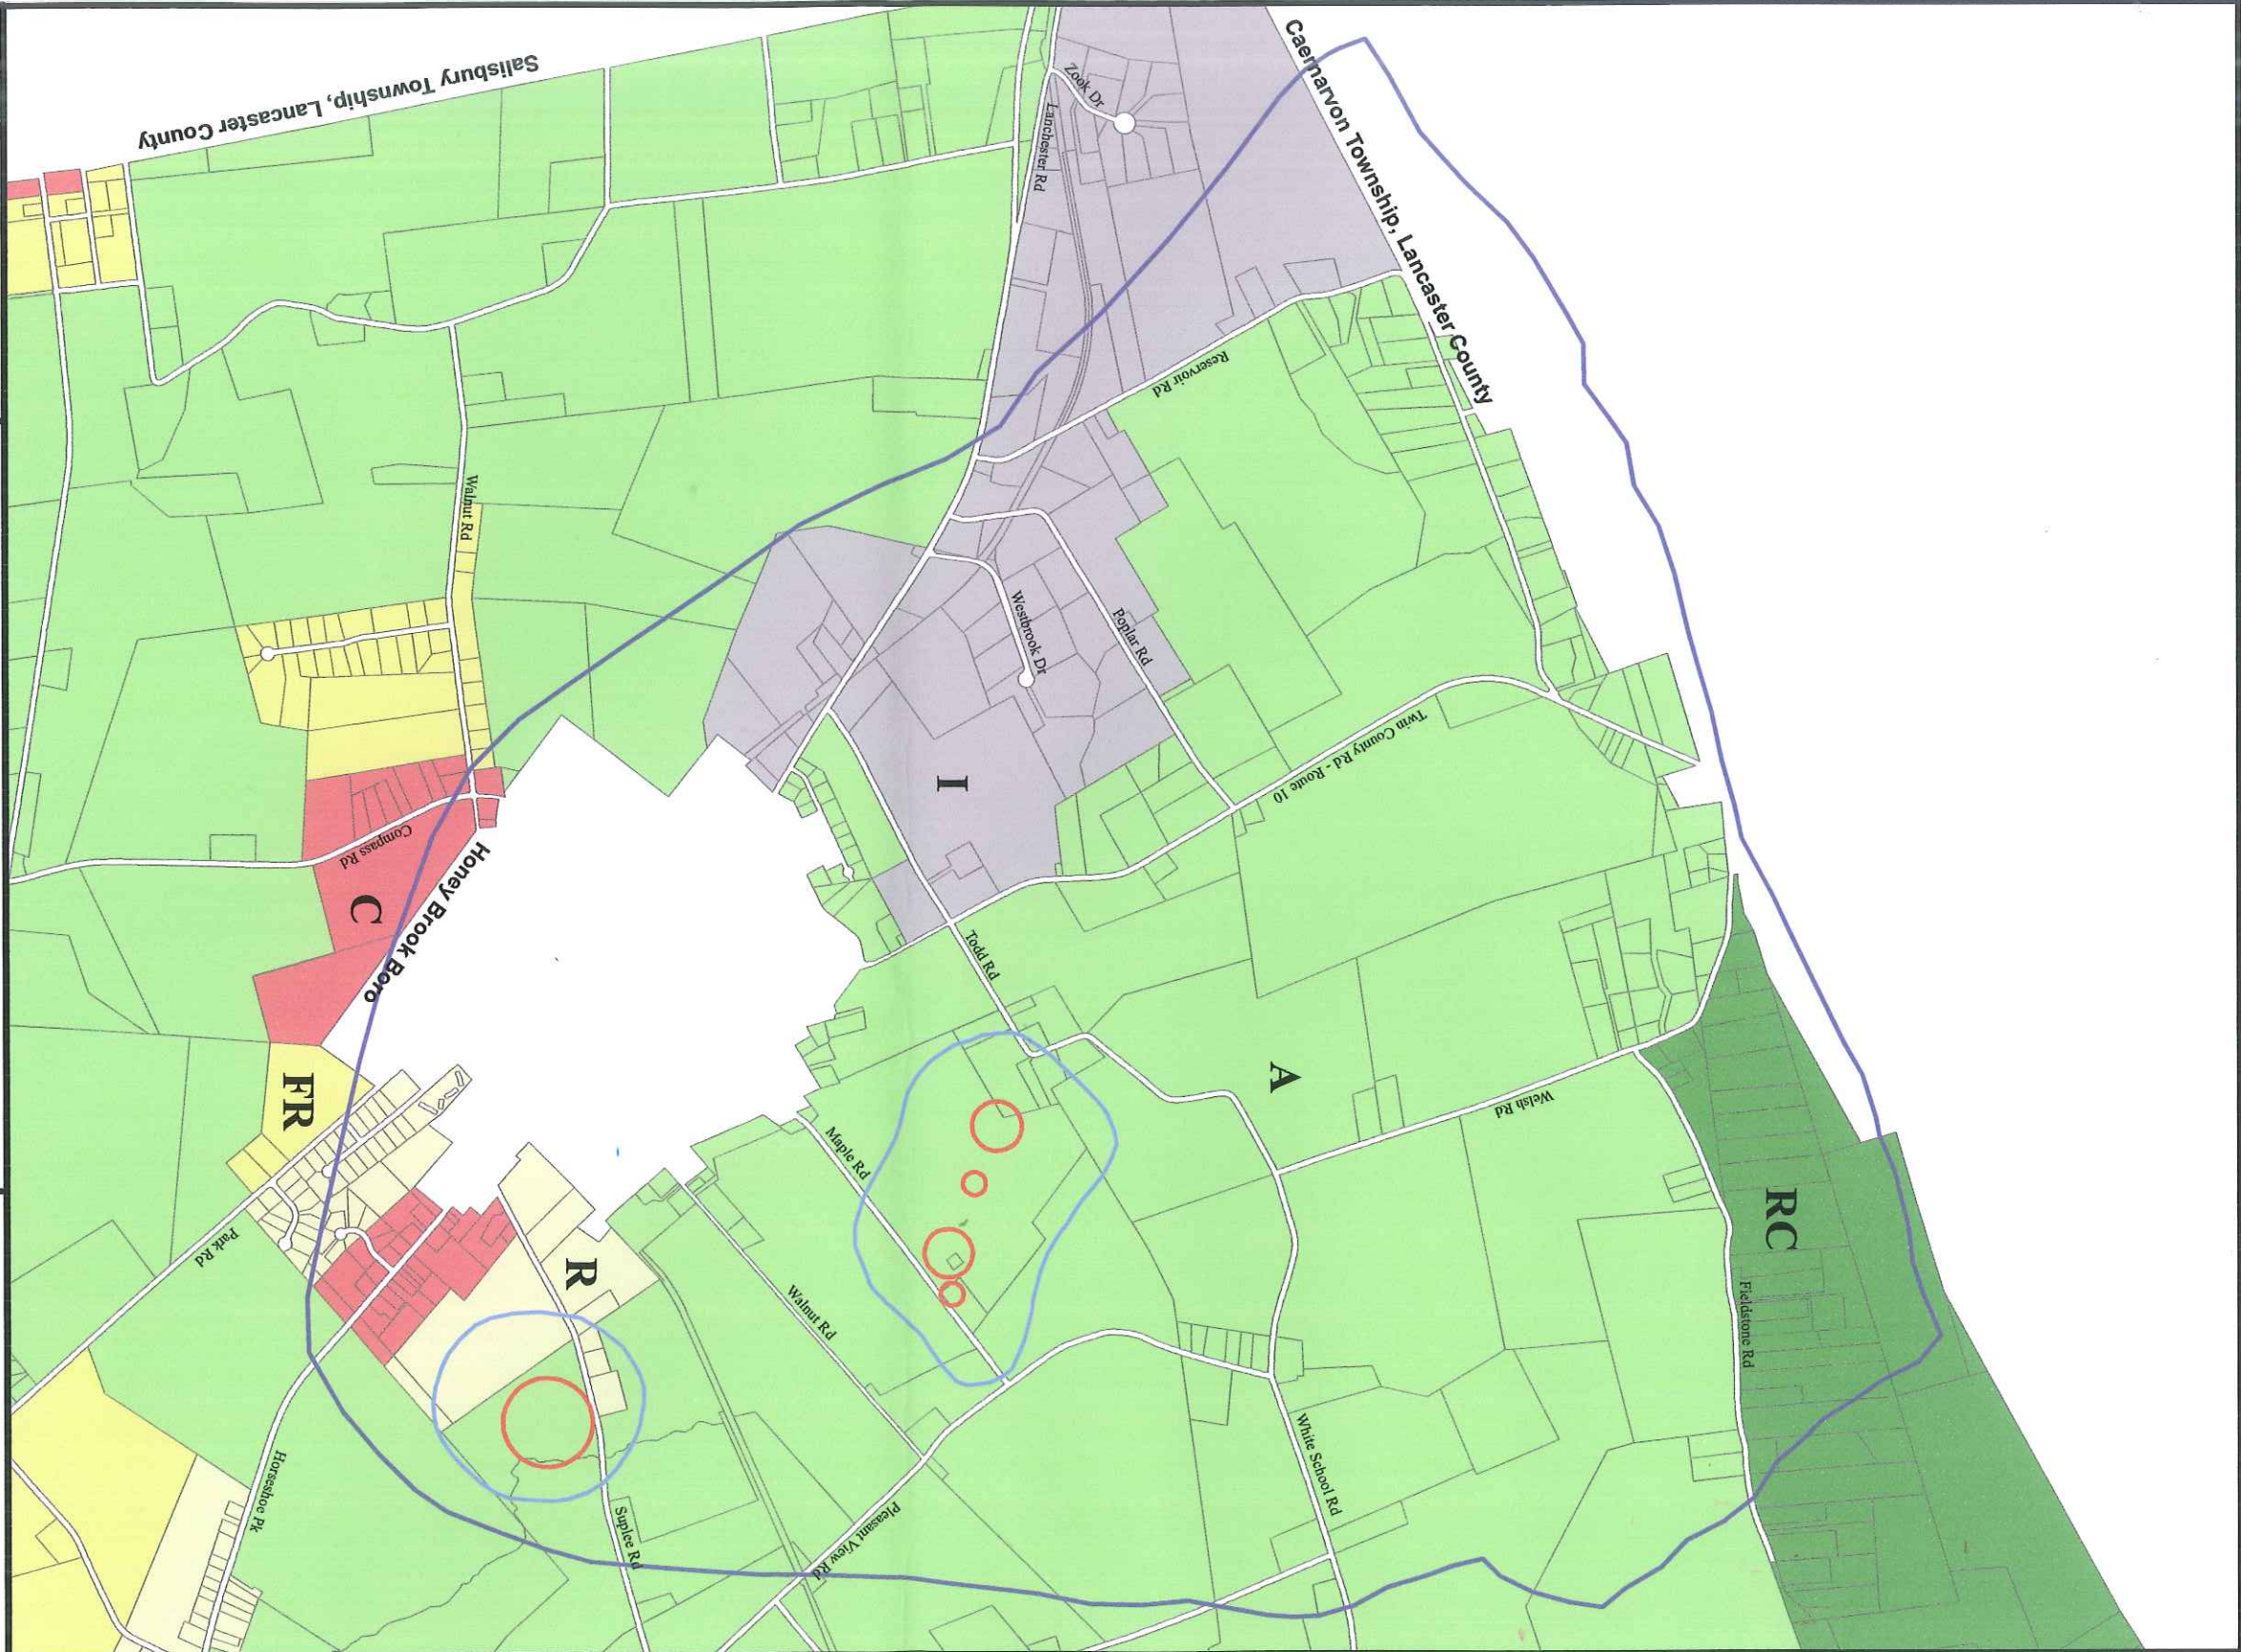 Caernarvon Township, Lancaster County
Salisbury Township, Lancaster County
Zook Dr
Lanchester Rd
Reservoir Rd
Walnut Rd
Westbrook Dr
Poplar Rd
Twin County Rd - Route 10
I
Compass Rd
C
Honey Brook Boro
Todd Rd
A
FR
Welsh Rd
Maple Rd
RC
Park Rd
R
Walnut Rd
Fieldstone Rd
White School Rd
Horseshoe Pk
Suplee Rd
Pleasant View Rd